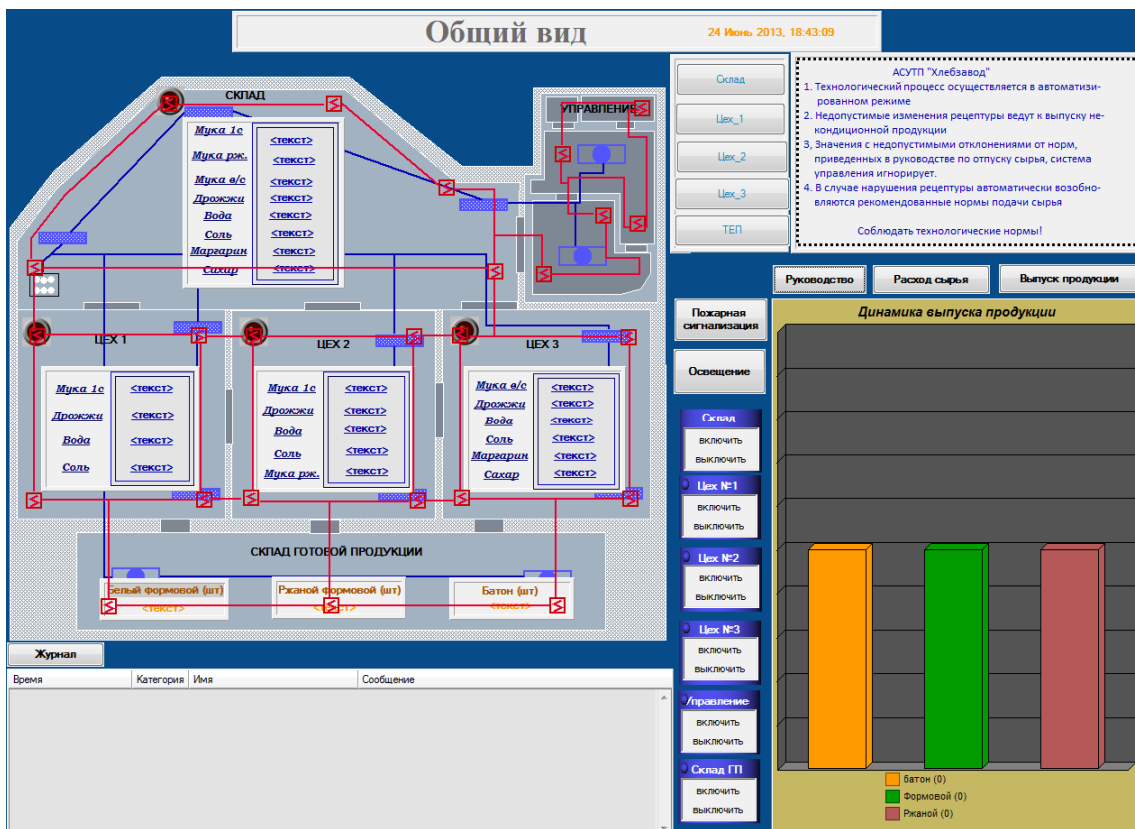 Общий вид
24 Июнь 2013, 18:43:09
СКЛАД
Мука 1с <текст>
Мука рж. <текст>
Мука в/с <текст>
Дрожжи <текст>
Вода <текст>
Соль <текст>
Маргарин <текст>
Сахар <текст>
УПРАВЛЕНИЕ
Склад
Цех_1
Цех_2
Цех_3
ТЕП
АСУТП "Хлебзавод"
1. Технологический процесс осуществляется в автоматизи-
рованном режиме
2. Недопустимые изменения рецептуры ведут к выпуску не-
кондиционной продукции
3, Значения с недопустимыми отклонениями от норм,
приведенных в руководстве по отпуску сырья, система
управления игнорирует.
4. В случае нарушения рецептуры автоматически возобно-
вляются рекомендованные нормы подачи сырья
Соблюдать технологические нормы!
Руководство
Расход сырья
Выпуск продукции
ЦЕХ 1
Мука 1с <текст>
Дрожжи <текст>
Вода <текст>
Соль <текст>
ЦЕХ 2
Мука 1с <текст>
Дрожжи <текст>
Вода <текст>
Соль <текст>
Мука рж. <текст>
ЦЕХ 3
Мука в/с <текст>
Дрожжи <текст>
Вода <текст>
Соль <текст>
Маргарин <текст>
Сахар <текст>
СКЛАД ГОТОВОЙ ПРОДУКЦИИ
Белый формовой (шт)
<текст>
Ржаной формовой (шт)
<текст>
Батон (шт)
<текст>
Пожарная
сигнализация
Освещение
Склад
включить
выключить
Цех №1
включить
выключить
Цех №2
включить
выключить
Цех №3
включить
выключить
Управление
включить
выключить
Склад ГП
включить
выключить
Динамика выпуска продукции
батон (0)
Формовой (0)
Ржаной (0)
Журнал
Время Категория Имя Сообщение